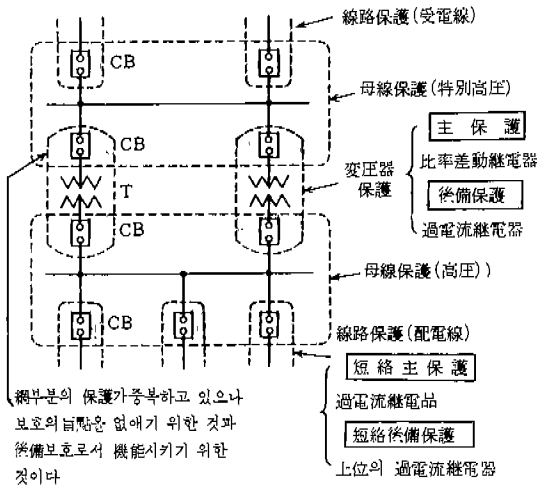 線路保護(受電線)
CB
母線保護(特別高圧)
主保護
CB
変圧器
保護
比率差動継電器
T
後備保護
CB
過電流継電器
母線保護(高圧))
CB
線路保護(配電線)
短絡主保護
過電流継電品
短絡後備保護
上位의 過電流継電器
網부분의 保護가중복하고 있으나
보호의盲點을 없애기 위한 것과
後備보호로서 機能시키기 위한
것이다